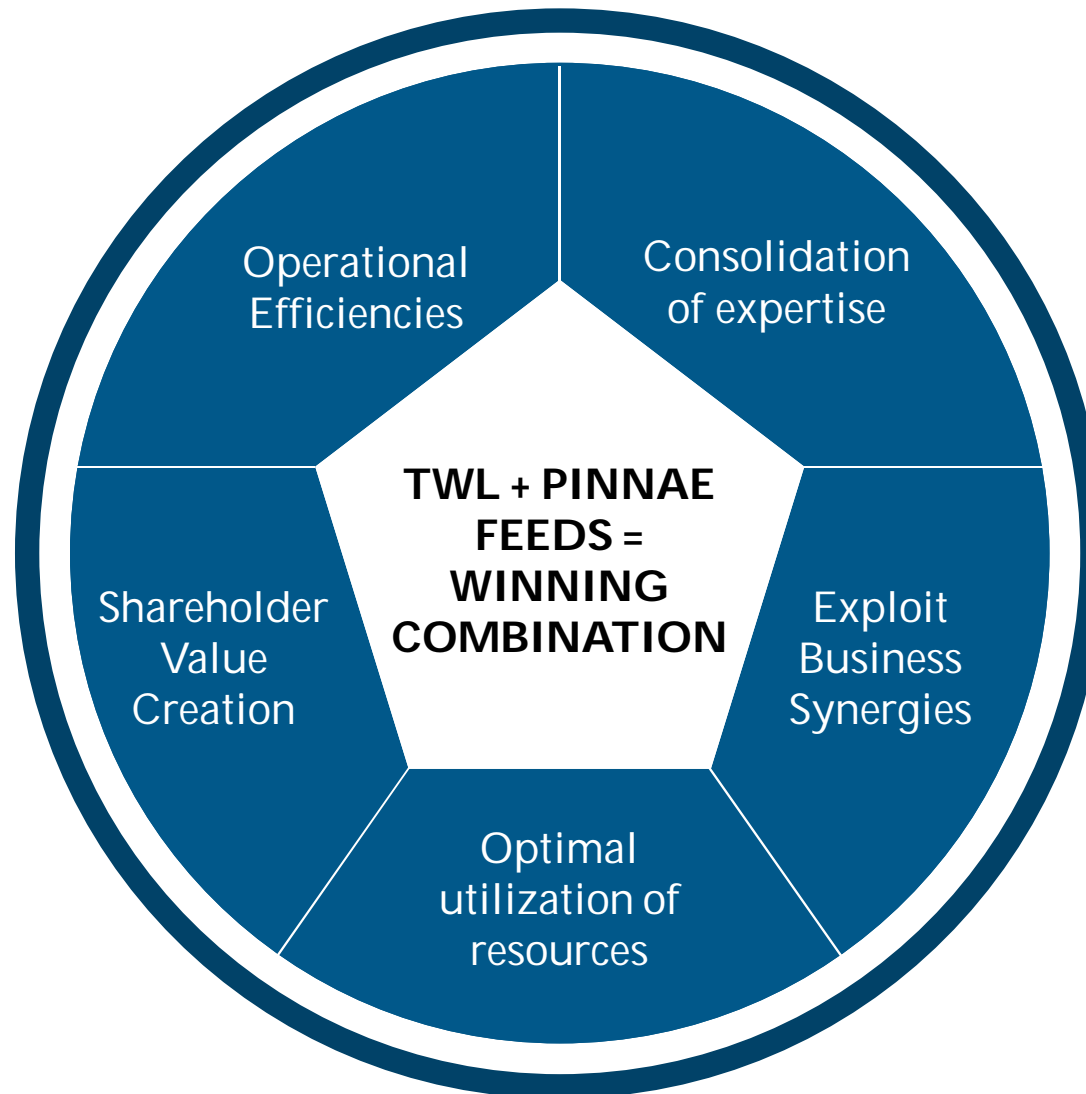 Operational
Efficiencies
Consolidation
of expertise
TWL + PINNAE
FEEDS =
WINNING
COMBINATION
Shareholder
Value
Creation
Exploit
Business
Synergies
Optimal
utilization of
resources